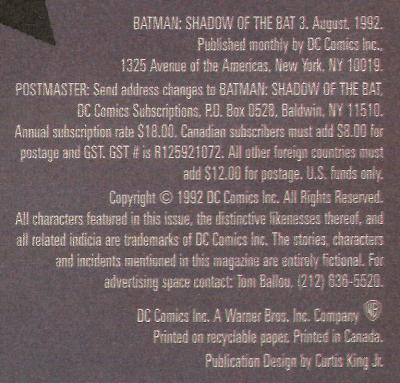 BATMAN: SHADOW OF THE BAT 3. August, 1992.
Published monthly by DC Comics Inc.,
1325 Avenue of the Americas, New York, NY 10019.
POSTMASTER: Send address changes to BATMAN: SHADOW OF THE BAT,
DC Comics Subscriptions, P.O. Box 0528, Baldwin, NY 11510.
Annual subscription rate $18.00. Canadian subscribers must add $8.00 for
postage and GST. GST # is R125921072. All other foreign countries must
add $12.00 for postage. U.S. funds only.
Copyright © 1992 DC Comics Inc. All Rights Reserved.
All characters featured in this issue, the distinctive likenesses thereof, and
all related indicia are trademarks of DC Comics Inc. The stories, characters
and incidents mentioned in this magazine are entirely fictional. For
advertising space contact: Tom Ballou, (212) 636-5520.
DC Comics Inc. A Warner Bros. Inc. Company WB
Printed on recyclable paper. Printed in Canada.
Publication Design by Curtis King Jr.